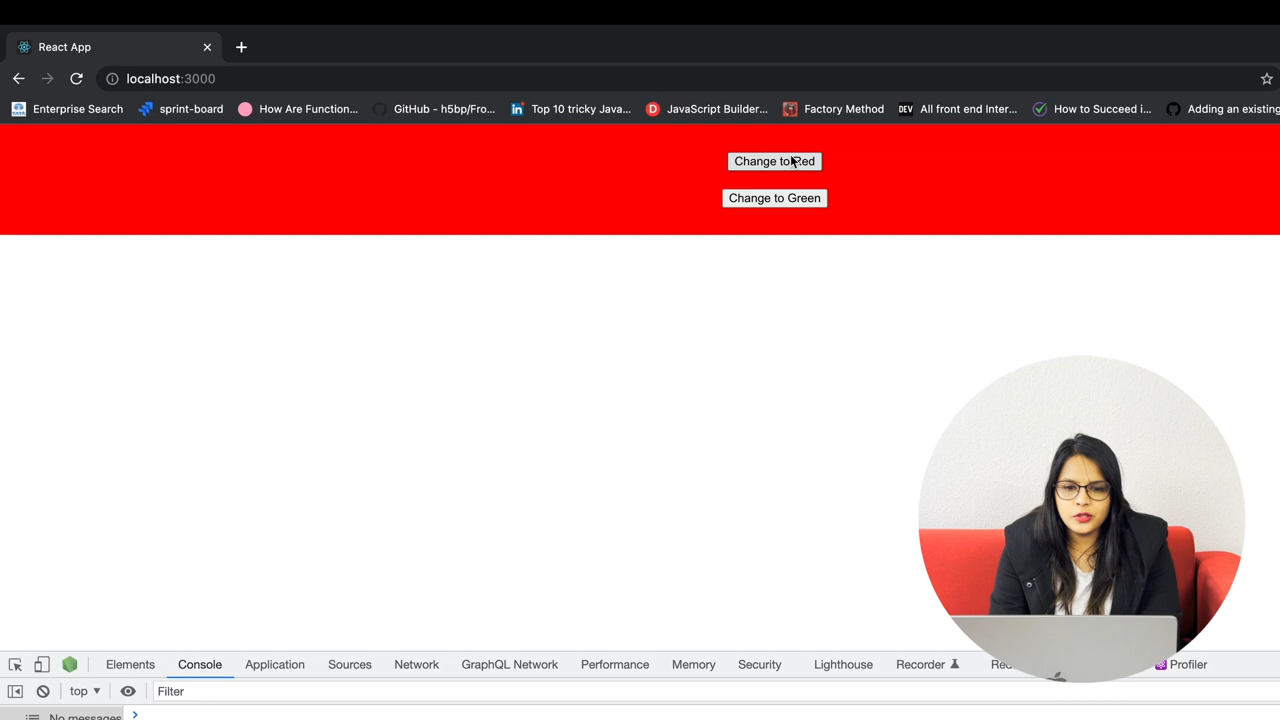 React App
localhost:3000
Enterprise Search sprint-board How Are Function... GitHub - h5bp/Fro... Top 10 tricky Java... JavaScript Builder... Factory Method DEV All front end Inter... How to Succeed i... Adding an existing
Change to Red
Change to Green
Elements Console Application Sources Network GraphQL Network Performance Memory Security Lighthouse Recorder Profiler
top Filter
No messages